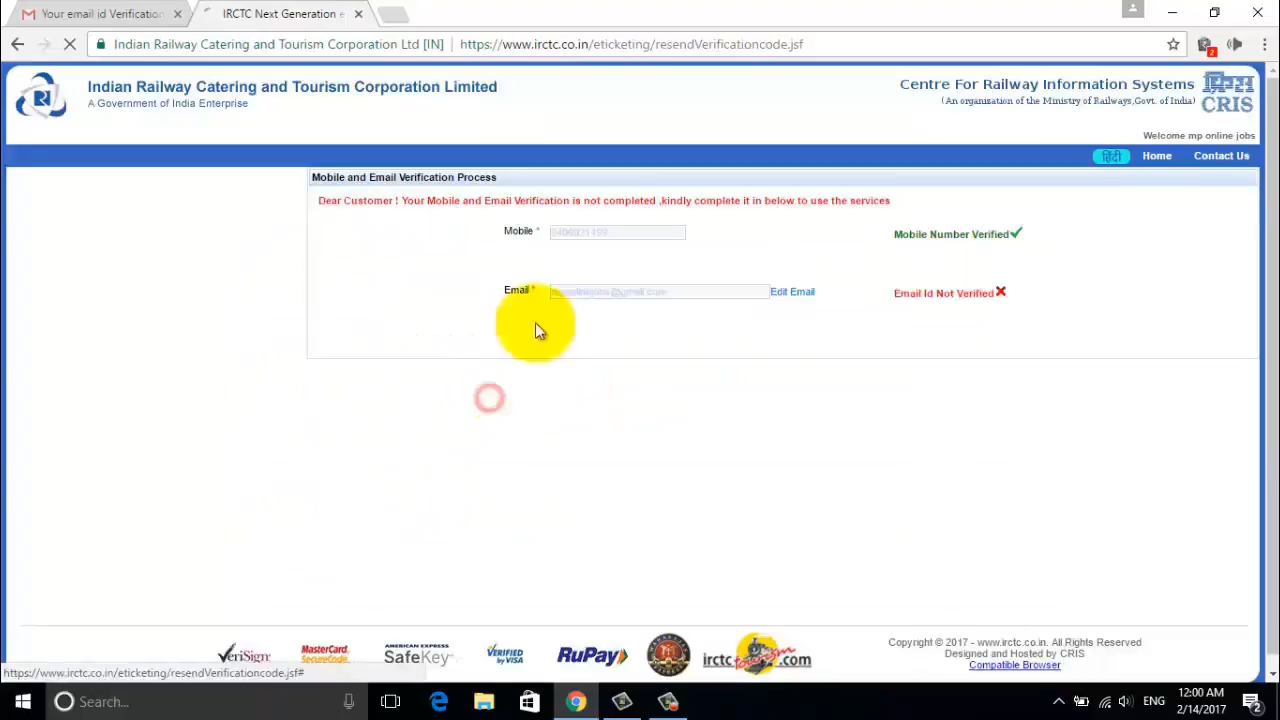 Your email id Verification
IRCTC Next Generation e
Indian Railway Catering and Tourism Corporation Ltd [IN]
https://www.irctc.co.in/eticketing/resendVerificationcode.jsf
2
Indian Railway Catering and Tourism Corporation Limited
A Government of India Enterprise
Centre For Railway Information Systems
(An organization of the Ministry of Railways,Govt. of India)
CRIS
Welcome mp online jobs
हिंदी
Home
Contact Us
Mobile and Email Verification Process
Dear Customer ! Your Mobile and Email Verification is not completed ,kindly complete it in below to use the services
Mobile *
Mobile Number Verified
Email *
Edit Email
Email Id Not Verified
VeriSign
MasterCard.
SecureCode.
AMERICAN EXPRESS
SafeKey
VERIFIED
by VISA
RuPay
irctc tourism.com
Copyright © 2017 - www.irctc.co.in. All Rights Reserved
Designed and Hosted by CRIS
Compatible Browser
https://www.irctc.co.in/eticketing/resendVerificationcode.jsf#
Search...
ENG
12:00 AM
2/14/2017
2